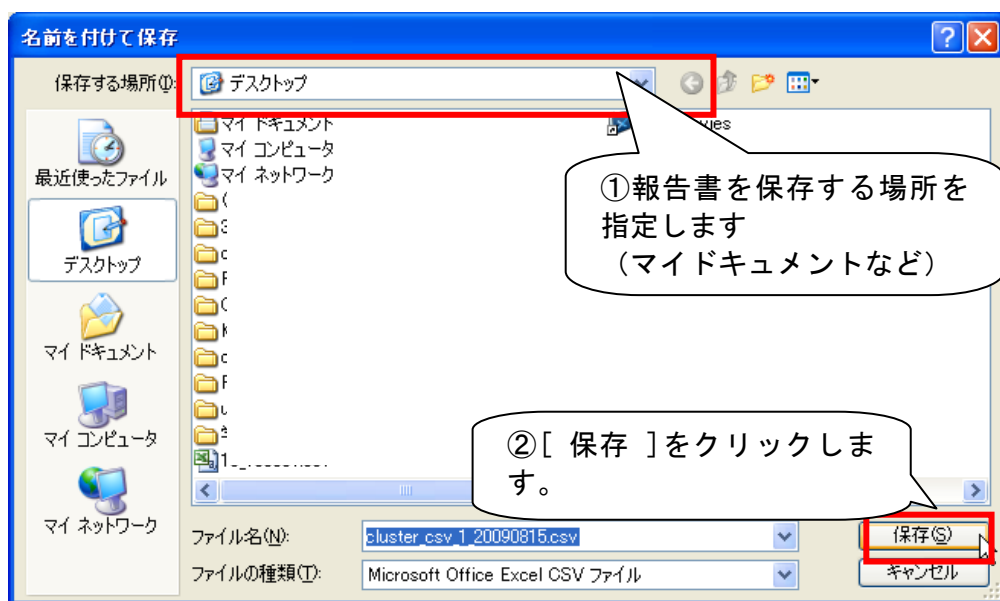 名前を付けて保存
保存する場所(I):
デスクトップ
最近使ったファイル
デスクトップ
マイ ドキュメント
マイ コンピュータ
マイ ネットワーク
マイ ドキュメント
マイ コンピュータ
マイ ネットワーク
①報告書を保存する場所を
指定します
(マイドキュメントなど)
②[ 保存 ]をクリックしま
す。
ファイル名(N):
cluster_csv_1_20090815.csv
保存(S)
ファイルの種類(T):
Microsoft Office Excel CSV ファイル
キャンセル